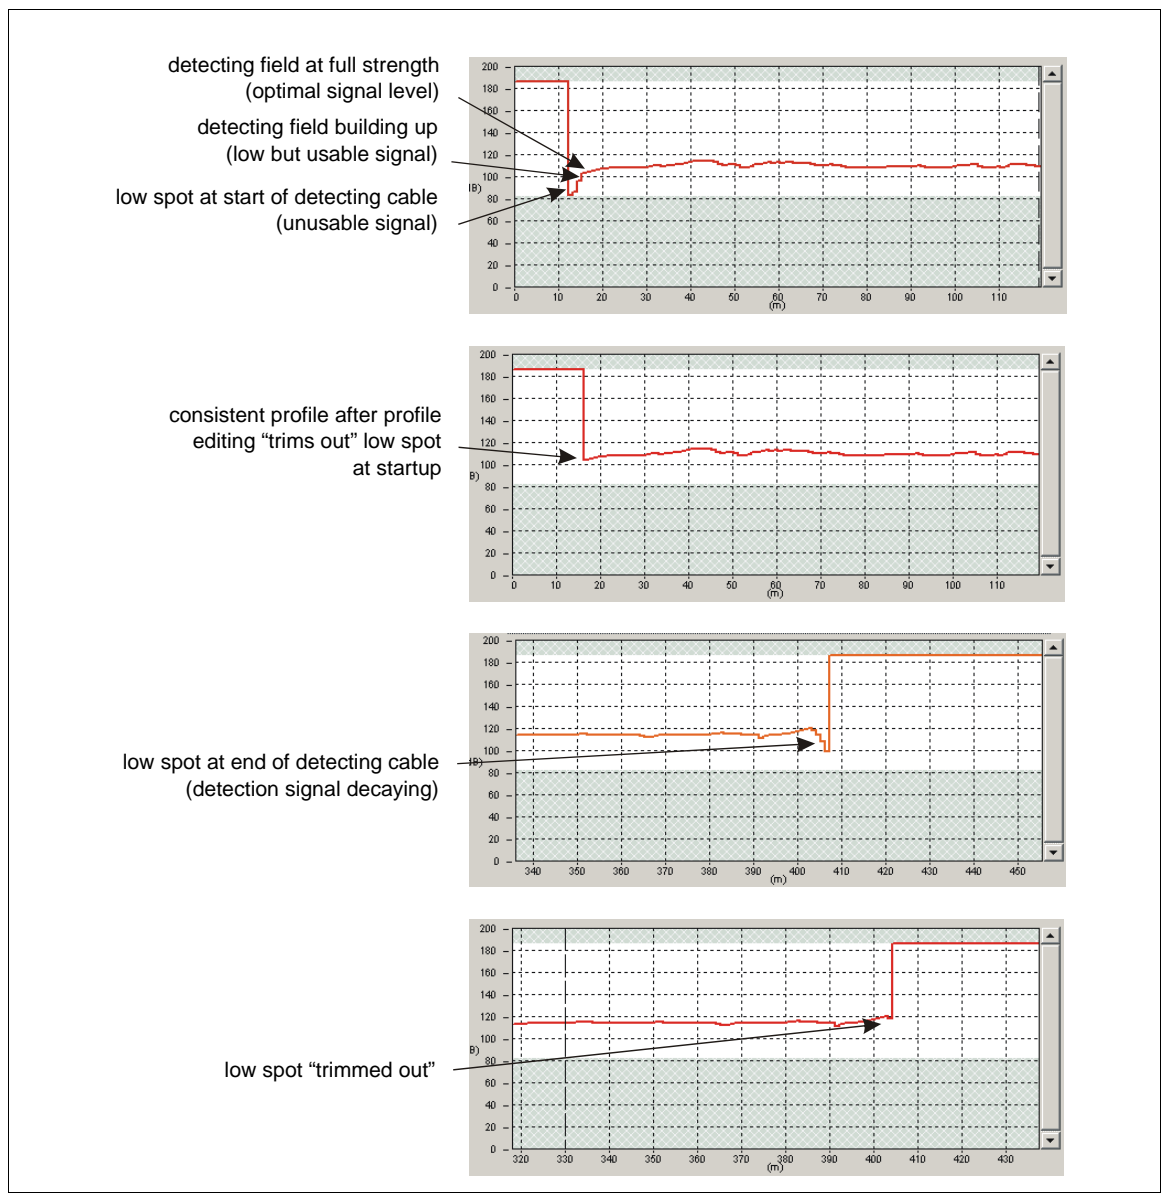 detecting field at full strength
(optimal signal level)
detecting field building up
(low but usable signal)
low spot at start of detecting cable
(unusable signal)
200
180
160
140
120
100
80
60
40
20
0
0 10 20 30 40 50 60 70 80 90 100 110
(m)
consistent profile after profile
editing “trims out” low spot
at startup
200
180
160
140
120
100
80
60
40
20
0
0 10 20 30 40 50 60 70 80 90 100 110
(m)
low spot at end of detecting cable
(detection signal decaying)
200
180
160
140
120
100
80
60
40
20
0
340 350 360 370 380 390 400 410 420 430 440 450
(m)
low spot “trimmed out”
200
180
160
140
120
100
80
60
40
20
0
320 330 340 350 360 370 380 390 400 410 420 430
(m)